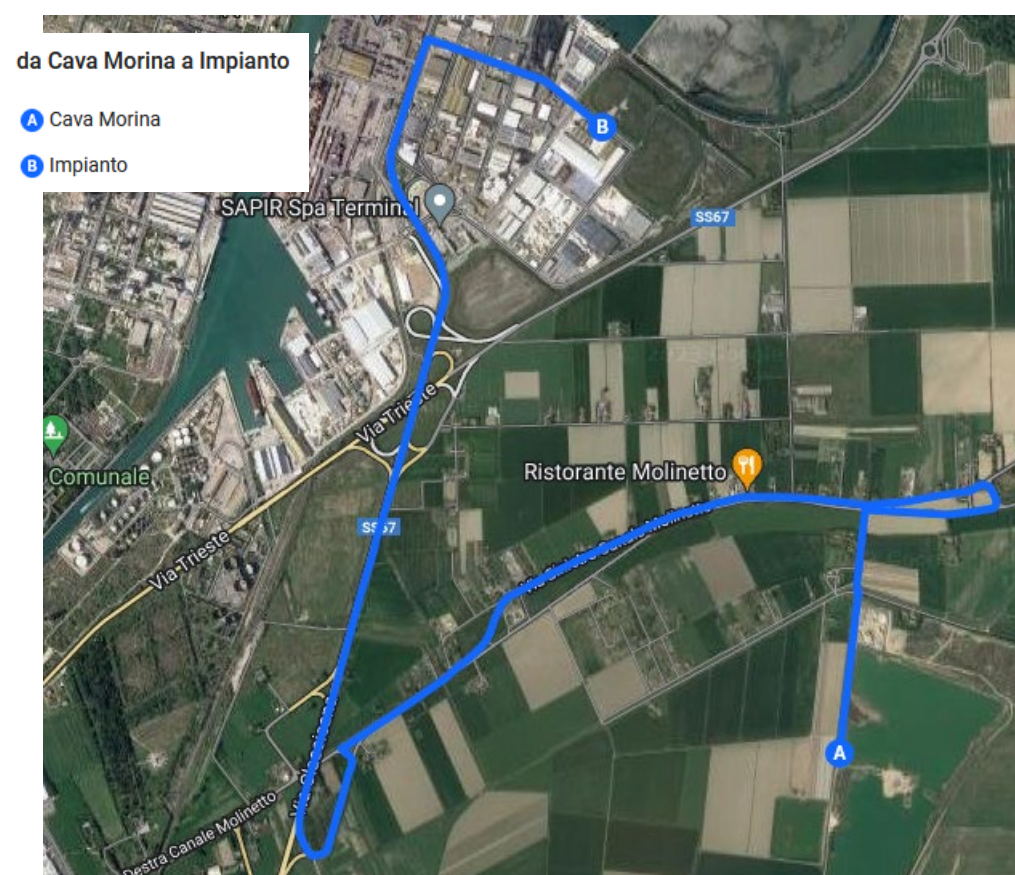 da Cava Morina a Impianto
A Cava Morina
B Impianto
B
SAPIR Spa Terminal
SS67
Via Trieste
Comunale
Ristorante Molinetto
SS67
Via Trieste
A
Destra Canale Molinetto